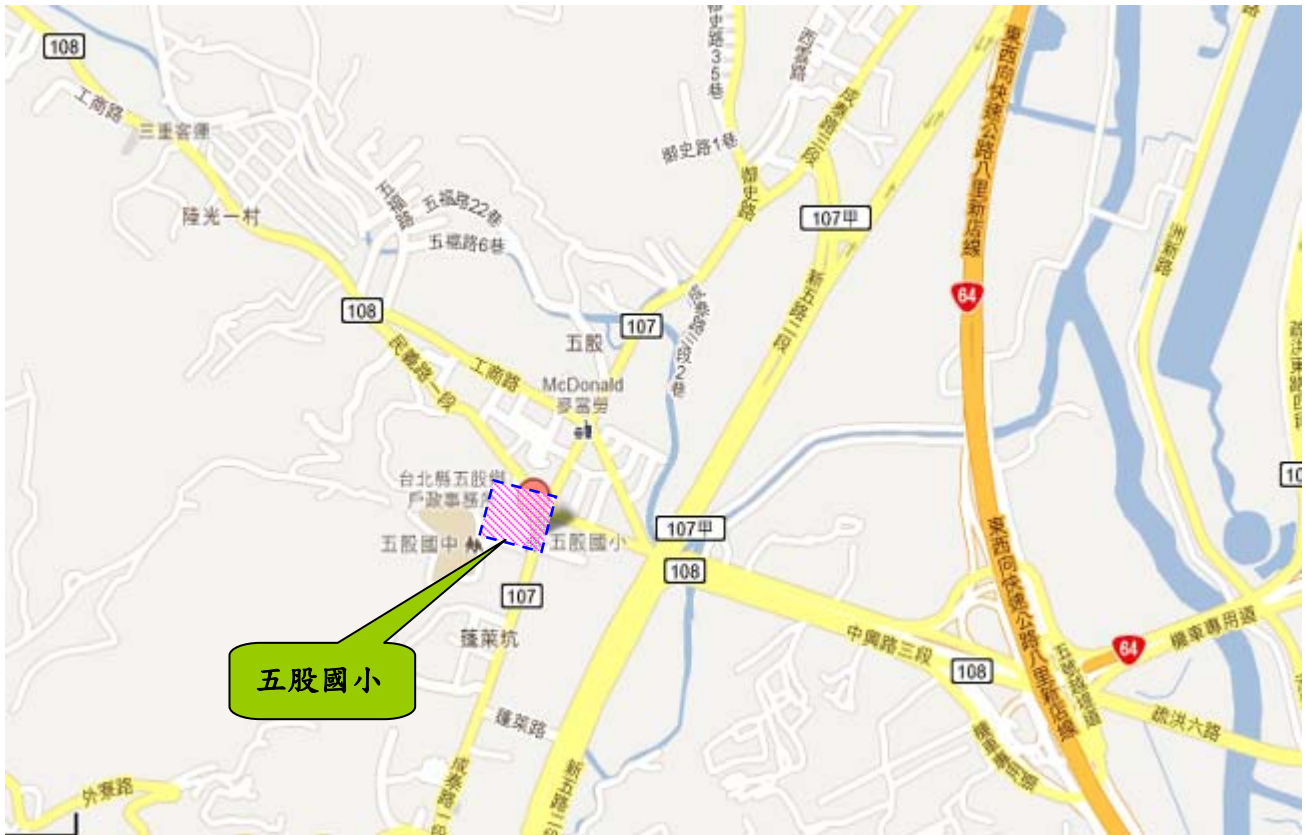 108
工商路
三重客運
陸光一村
五福路
五福路22巷
五福路6巷
108
民義路一段
工商路
五股
McDonald
麥當勞
107
御史路35巷
西雲路
成泰路三段
御史路1巷
御史路
107甲
成泰路三段2巷
新五路二段
東西向快速公路八里新店線
64
洲新路
疏洪東路四段
台北縣五股鄉
戶政事務所
五股國中
五股國小
107甲
108
107
蓬萊坑
五股國小
蓬萊路
成泰路一段
新五路二
外寮路
中興路三段
108
東西向快速公路八里新店線
64
機車專用道
疏洪六路